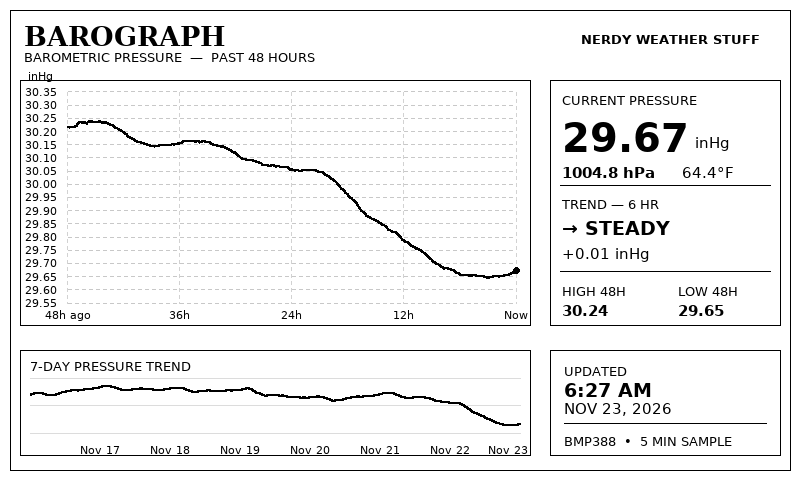 BAROGRAPH
BAROMETRIC PRESSURE — PAST 48 HOURS
NERDY WEATHER STUFF
inHg
30.35
30.30
30.25
30.20
30.15
30.10
30.05
30.00
29.95
29.90
29.85
29.80
29.75
29.70
29.65
29.60
29.55
48h ago 36h 24h 12h Now
CURRENT PRESSURE
29.67 inHg
1004.8 hPa 64.4°F
TREND — 6 HR
→ STEADY
+0.01 inHg
HIGH 48H LOW 48H
30.24 29.65
7-DAY PRESSURE TREND
Nov 17 Nov 18 Nov 19 Nov 20 Nov 21 Nov 22 Nov 23
UPDATED
6:27 AM
NOV 23, 2026
BMP388 • 5 MIN SAMPLE